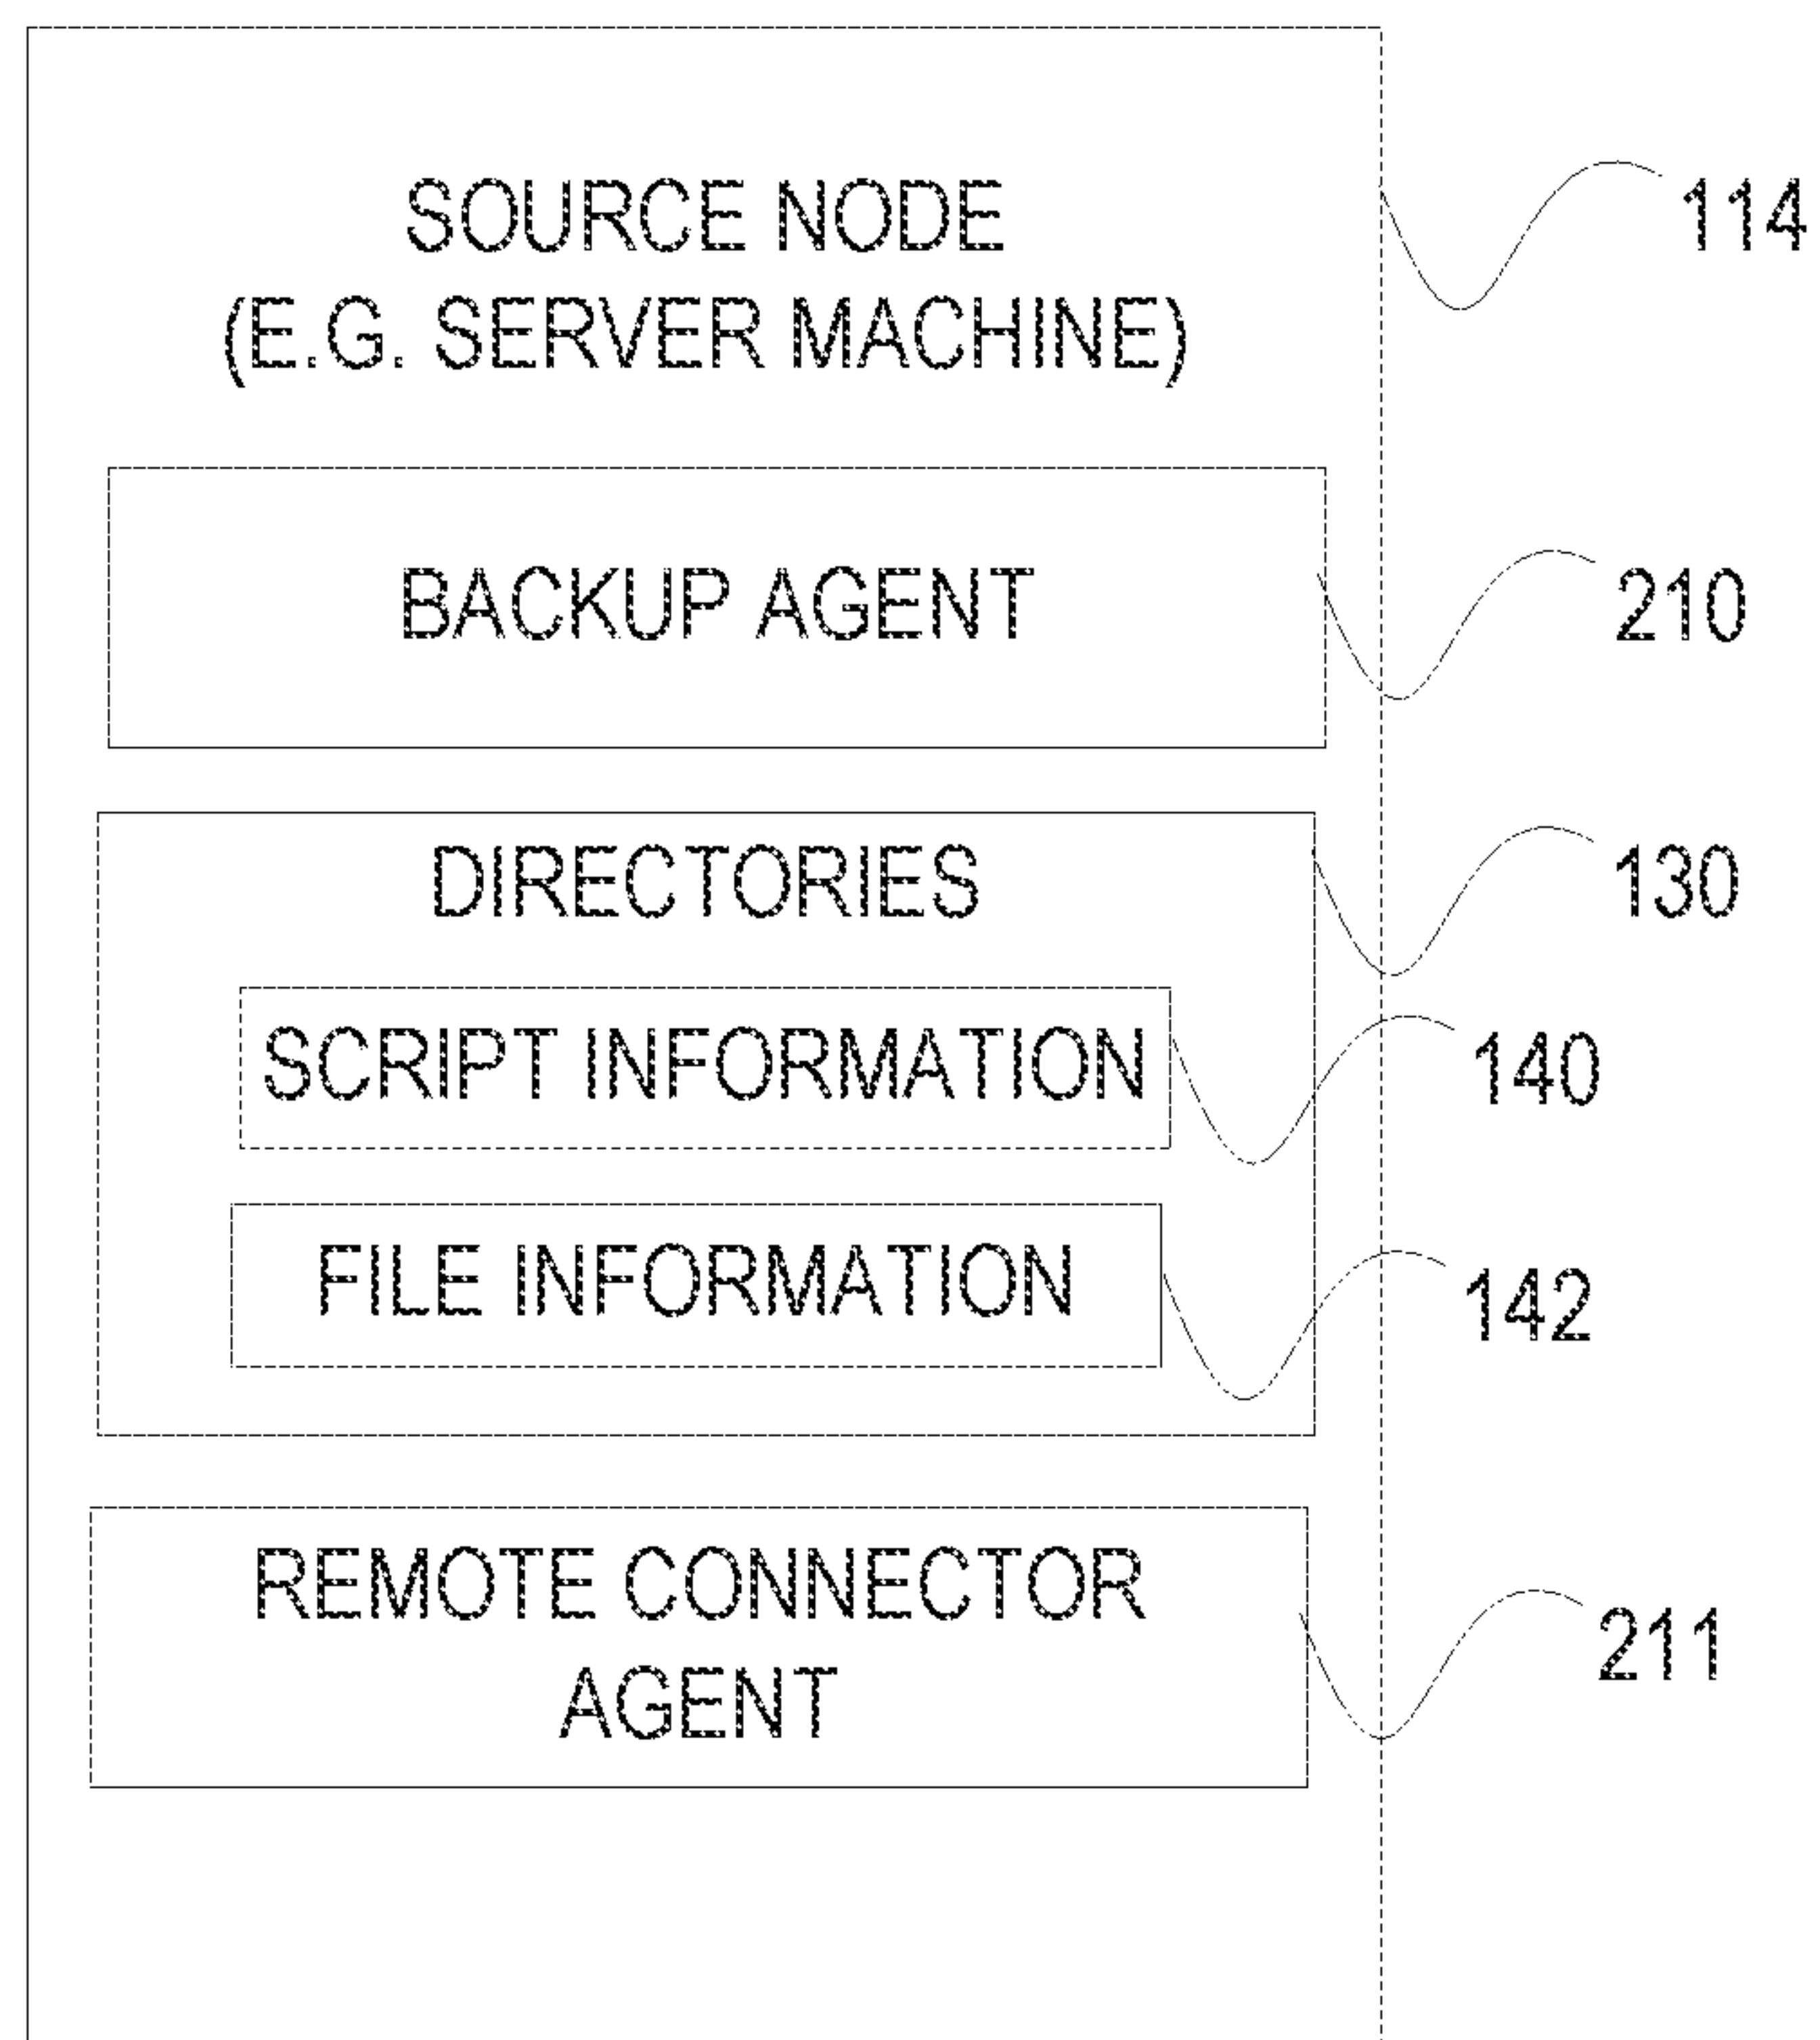 SOURCE NODE
(E.G. SERVER MACHINE)
114
BACKUP AGENT
210
DIRECTORIES
130
SCRIPT INFORMATION
140
FILE INFORMATION
142
REMOTE CONNECTOR
AGENT
211